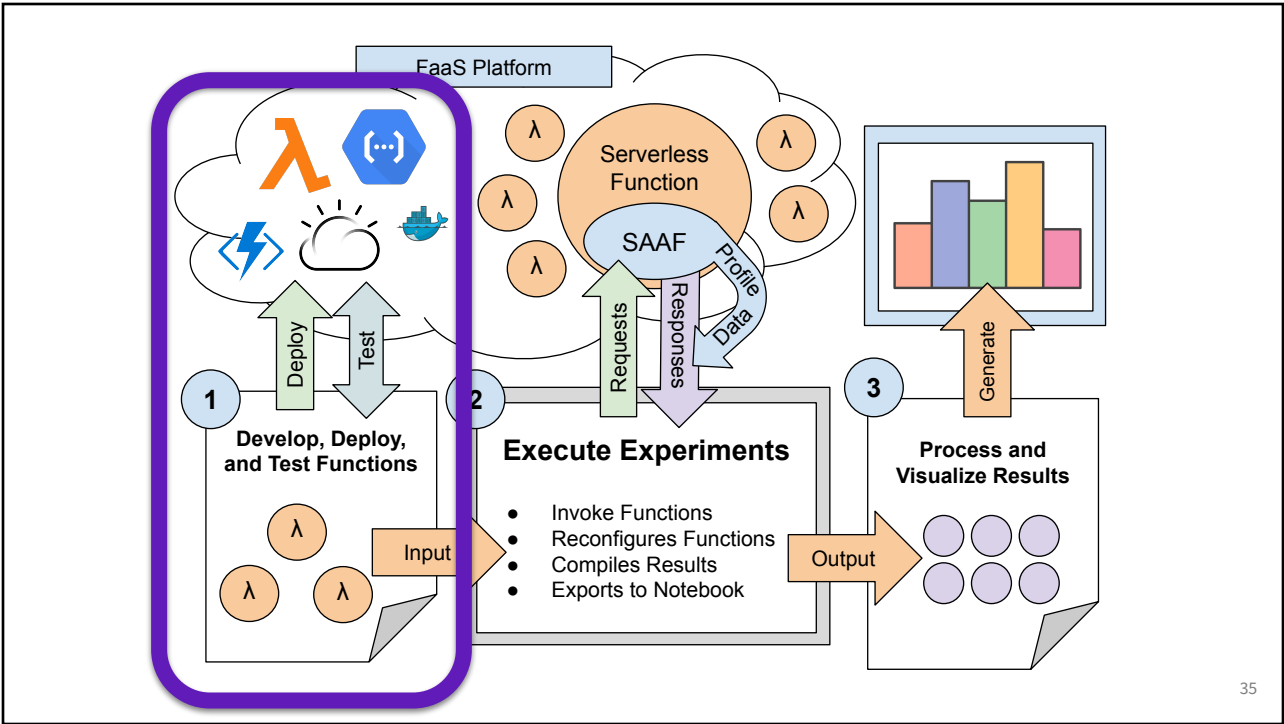 FaaS Platform
λ
λ
λ
λ
λ
Serverless
Function
SAAF
Profile
Data
Deploy
Test
Requests
Responses
Generate
1
Develop, Deploy,
and Test Functions
λ
λ
λ
Input
2
Execute Experiments
● Invoke Functions
● Reconfigures Functions
● Compiles Results
● Exports to Notebook
Output
3
Process and
Visualize Results
35